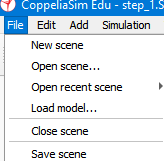 CoppeliaSim Edu - step_1.
File Edit Add Simulation
New scene
Open scene...
Open recent scene
Load model...
Close scene
Save scene